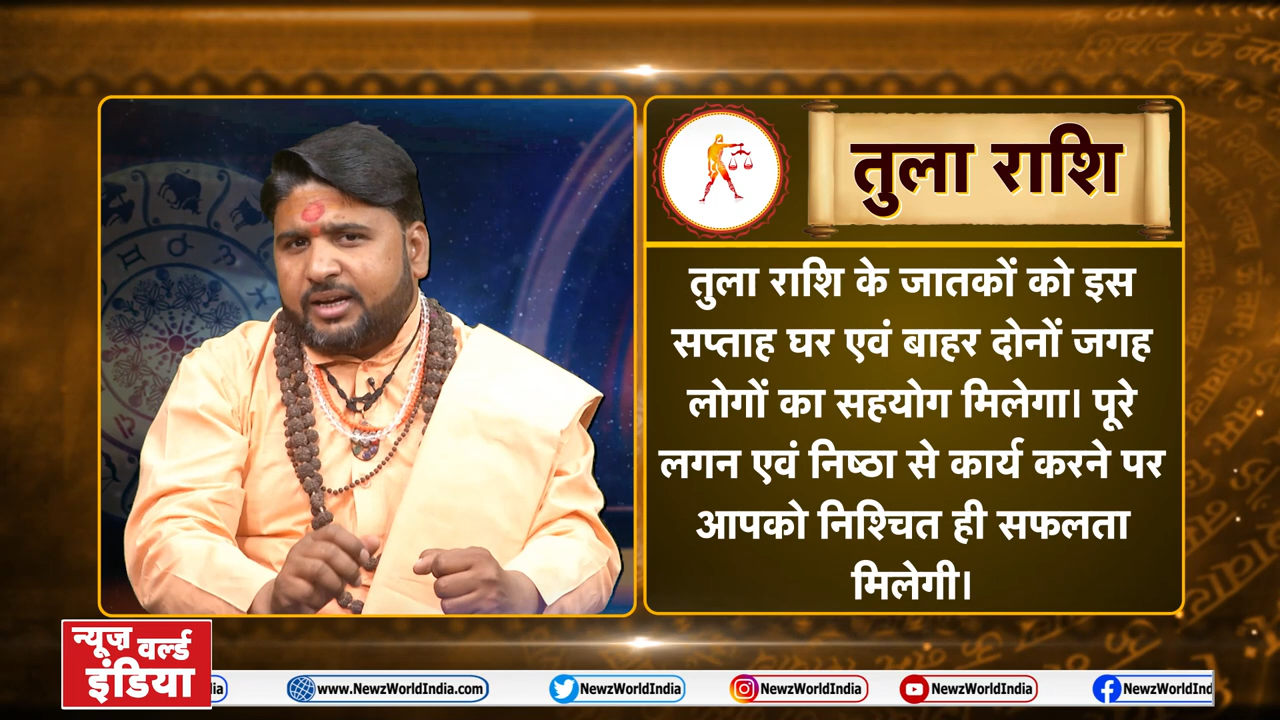 तुला राशि
तुला राशि के जातकों को इस
सप्ताह घर एवं बाहर दोनों जगह
लोगों का सहयोग मिलेगा। पूरे
लगन एवं निष्ठा से कार्य करने पर
आपको निश्चित ही सफलता
मिलेगी।
न्यूज़ वर्ल्ड
इंडिया
www.NewzWorldIndia.com
NewzWorldIndia
NewzWorldIndia
NewzWorldIndia
NewzWorldInd